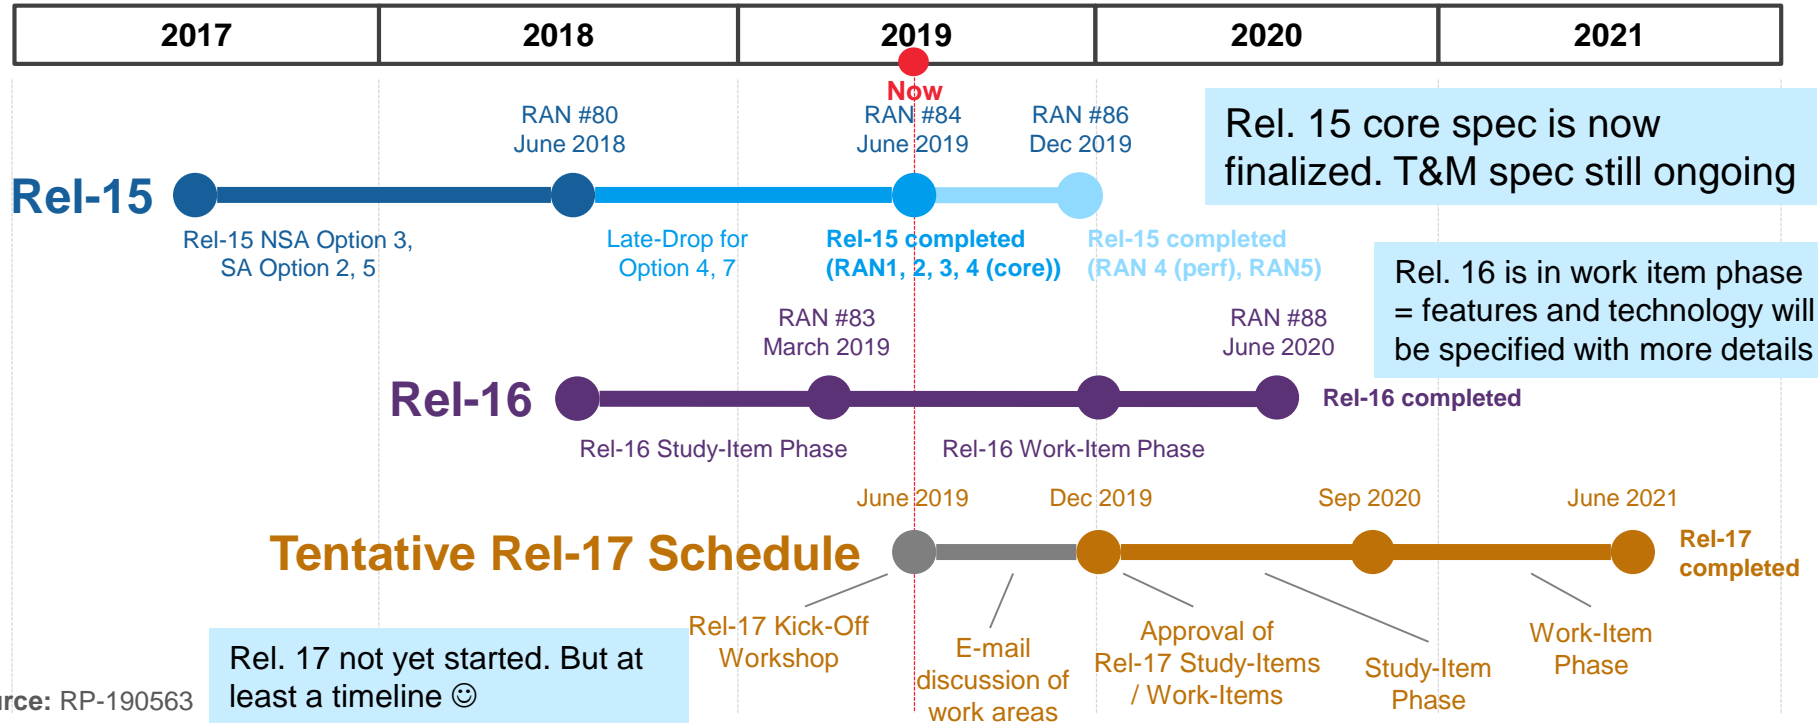 2017 2018 2019 2020 2021
Now
RAN #80
June 2018
RAN #84
June 2019
RAN #86
Dec 2019
Rel. 15 core spec is now
finalized. T&M spec still ongoing
Rel-15
Rel-15 NSA Option 3,
SA Option 2, 5
Late-Drop for
Option 4, 7
Rel-15 completed
(RAN1, 2, 3, 4 (core))
Rel-15 completed
(RAN 4 (perf), RAN5)
Rel. 16 is in work item phase
= features and technology will
be specified with more details
RAN #83
March 2019
RAN #88
June 2020
Rel-16
Rel-16 completed
Rel-16 Study-Item Phase
Rel-16 Work-Item Phase
June 2019
Dec 2019
Sep 2020
June 2021
Tentative Rel-17 Schedule
Rel-17
completed
Rel-17 Kick-Off
Workshop
E-mail
discussion of
work areas
Approval of
Rel-17 Study-Items
/ Work-Items
Study-Item
Phase
Work-Item
Phase
Rel. 17 not yet started. But at
least a timeline ☺
urce: RP-190563